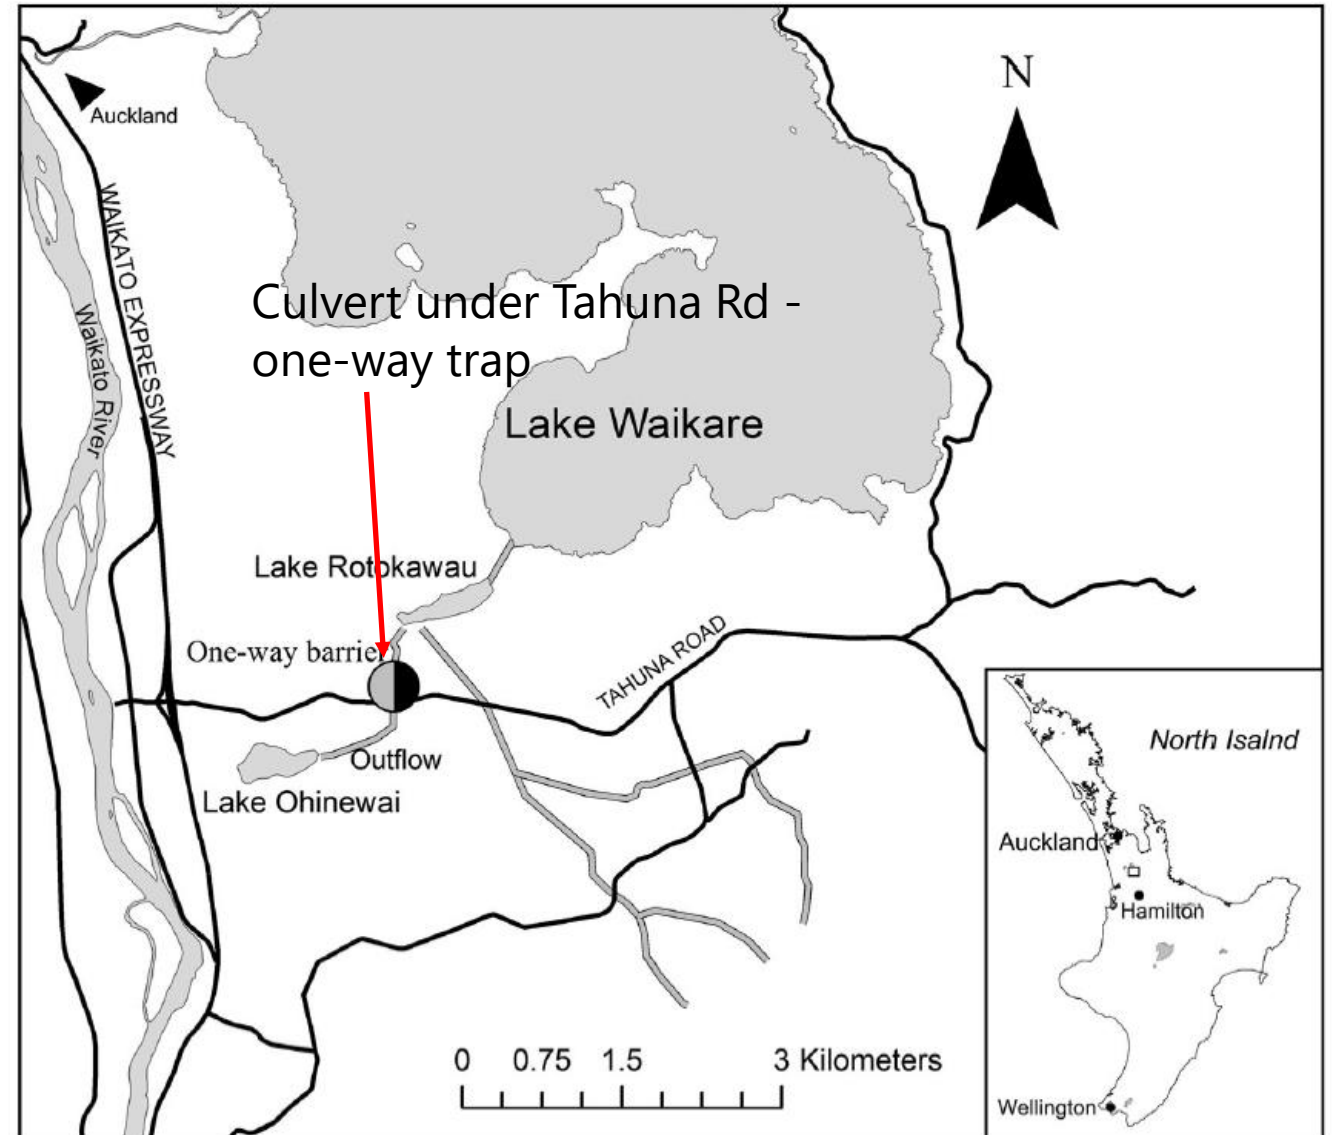 N
Auckland
WAIKATO EXPRESSWAY
Waikato River
Culvert under Tahuna Rd -
one-way trap
Lake Waikare
Lake Rotokawau
One-way barrier
TAHUNA ROAD
Outflow
Lake Ohinewai
0 0.75 1.5 3 Kilometers
North Isalnd
Auckland
Hamilton
Wellington